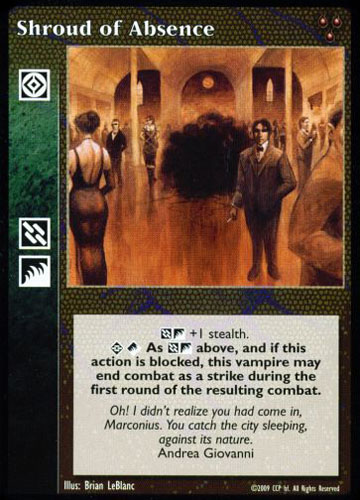 Shroud of Absence
+1 stealth.
As above, and if this
action is blocked, this vampire may
end combat as a strike during the
first round of the resulting combat.
Oh! I didn't realize you had come in,
Marconius. You catch the city sleeping,
against its nature.
Andrea Giovanni
Illus: Brian LeBlanc
©2009 CCP hf. All Rights Reserved